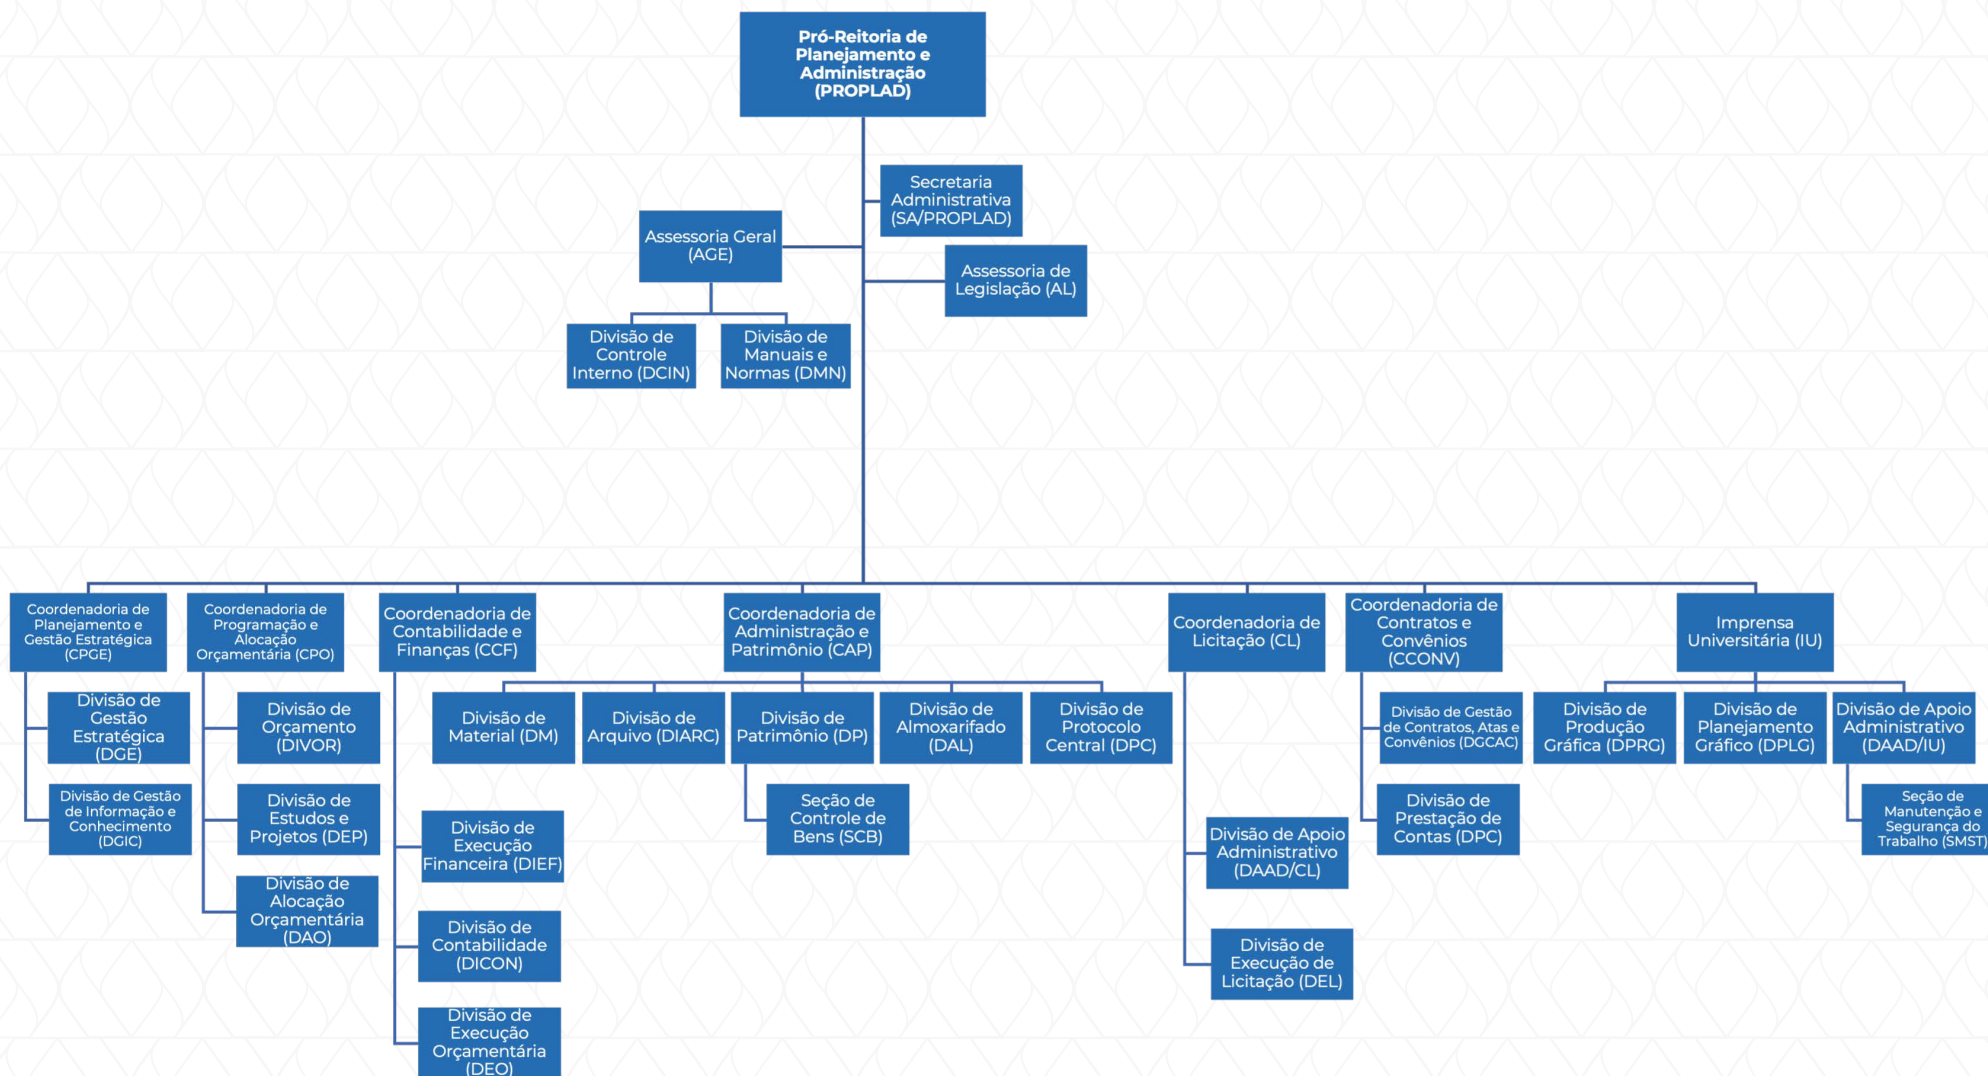 Pró-Reitoria de
Planejamento e
Administração
(PROPLAD)
Secretaria
Administrativa
(SA/PROPLAD)
Assessoria Geral
(AGE)
Assessoria de
Legislação (AL)
Divisão de
Controle
Interno (DCIN)
Divisão de
Manuais e
Normas (DMN)
Coordenadoria de
Planejamento e
Gestão Estratégica
(CPGE)
Coordenadoria de
Programação e
Alocação
Orçamentária (CPO)
Coordenadoria de
Contabilidade e
Finanças (CCF)
Coordenadoria de
Administração e
Patrimônio (CAP)
Coordenadoria de
Licitação (CL)
Coordenadoria de
Contratos e
Convênios
(CCONV)
Imprensa
Universitária (IU)
Divisão de
Gestão
Estratégica
(DGE)
Divisão de
Orçamento
(DIVOR)
Divisão de
Material (DM)
Divisão de
Arquivo (DIARC)
Divisão de
Patrimônio (DP)
Divisão de
Almoxarifado
(DAL)
Divisão de
Protocolo
Central (DPC)
Divisão de Gestão
de Contratos, Atas e
Convênios (DGCAC)
Divisão de
Produção
Gráfica (DPRG)
Divisão de
Planejamento
Gráfico (DPLG)
Divisão de Apoio
Administrativo
(DAAD/IU)
Divisão de Gestão
de Informação e
Conhecimento
(DGIC)
Divisão de
Estudos e
Projetos (DEP)
Divisão de
Execução
Financeira (DIEF)
Seção de
Controle de
Bens (SCB)
Divisão de Apoio
Administrativo
(DAAD/CL)
Divisão de
Prestação de
Contas (DPC)
Seção de
Manutenção e
Segurança do
Trabalho (SMST)
Divisão de
Alocação
Orçamentária
(DAO)
Divisão de
Contabilidade
(DICON)
Divisão de
Execução de
Licitação (DEL)
Divisão de
Execução
Orçamentária
(DEO)